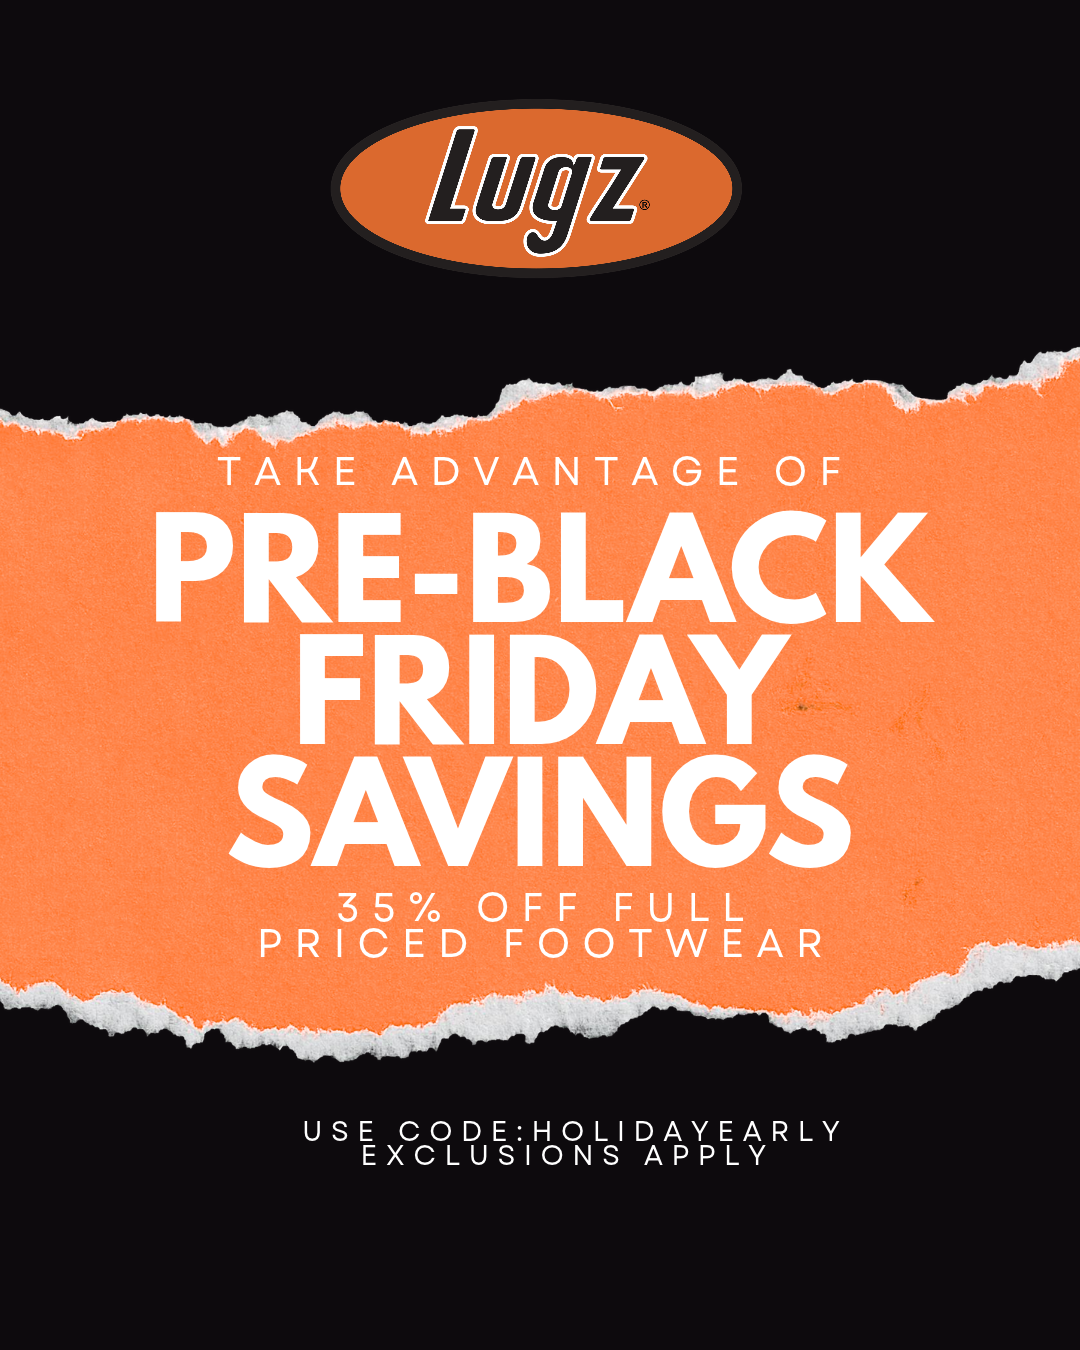 Lugz®
TAKE ADVANTAGE OF
PRE-BLACK
FRIDAY
SAVINGS
35% OFF FULL
PRICED FOOTWEAR
USE CODE:HOLIDAYEARLY
EXCLUSIONS APPLY